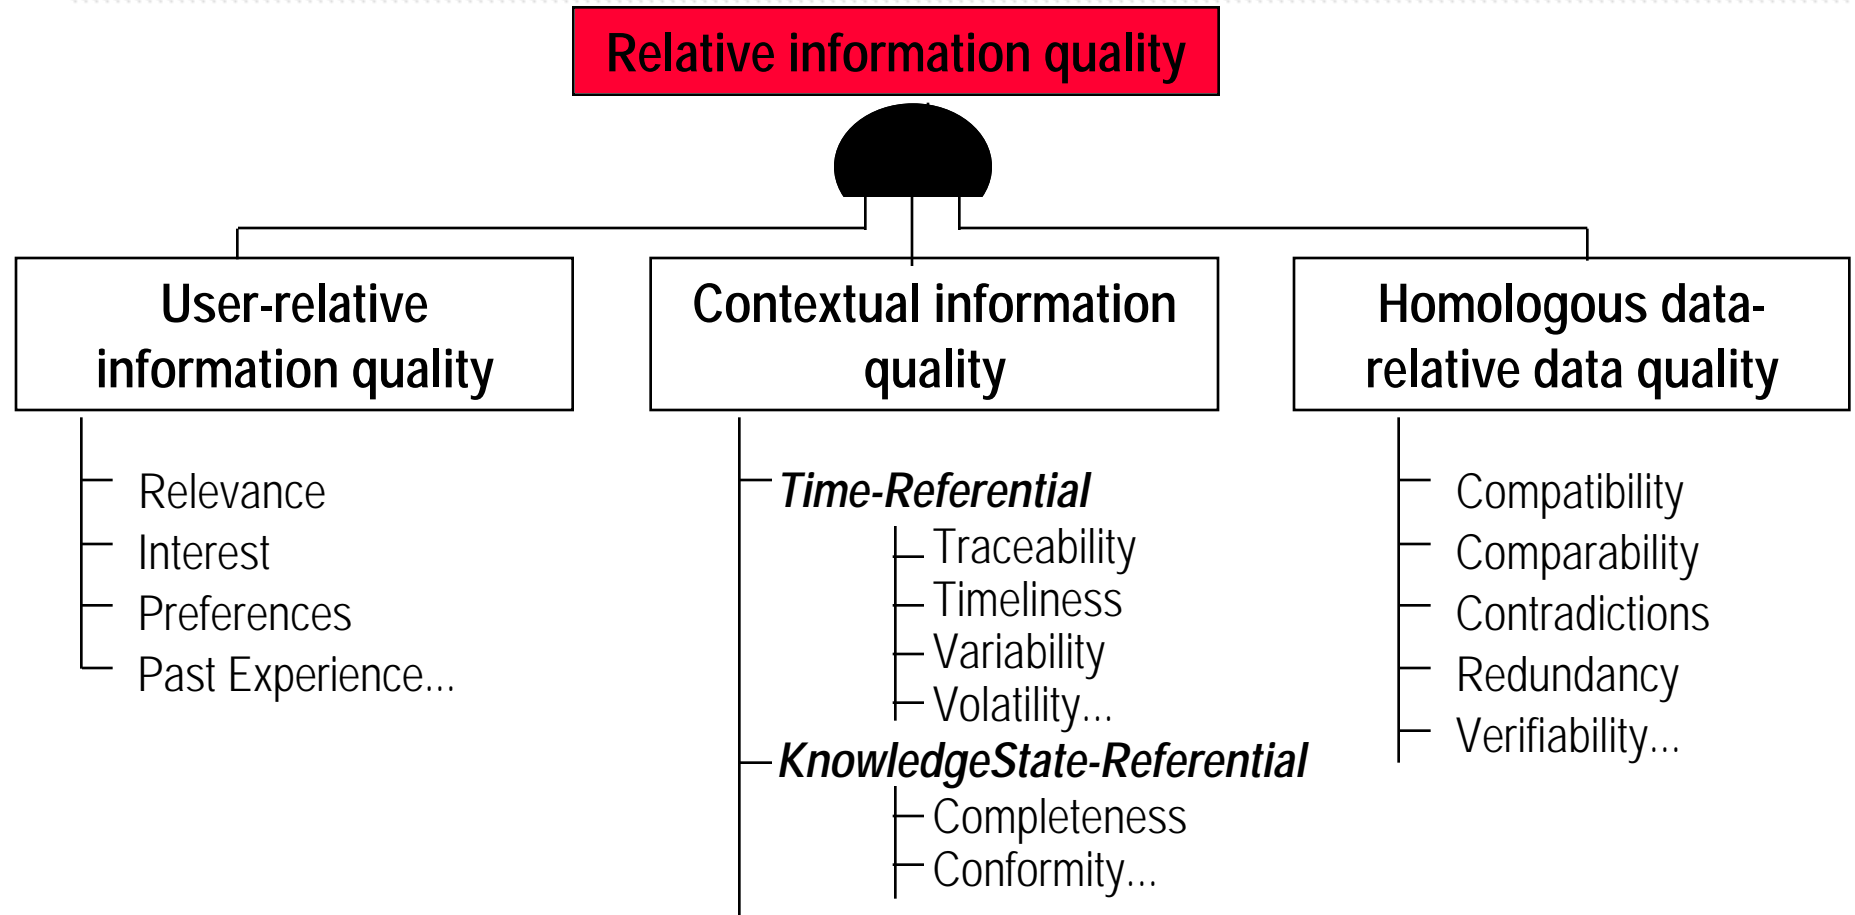 Relative information quality
User-relative
information quality
Relevance
Interest
Preferences
Past Experience...
Contextual information
quality
Time-Referential
Traceability
Timeliness
Variability
Volatility...
KnowledgeState-Referential
Completeness
Conformity...
Homologous data-
relative data quality
Compatibility
Comparability
Contradictions
Redundancy
Verifiability...